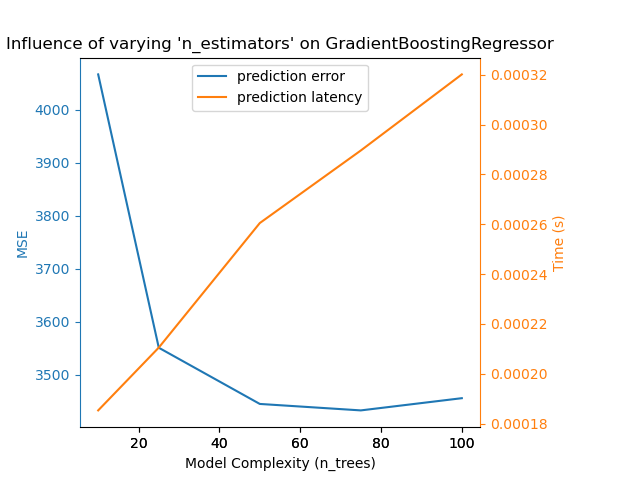 Influence of varying 'n_estimators' on GradientBoostingRegressor
prediction error
prediction latency
MSE
4000
3900
3800
3700
3600
3500
0.00032
0.00030
0.00028
0.00026
0.00024
0.00022
0.00020
0.00018
Time (s)
20 40 60 80 100
Model Complexity (n_trees)